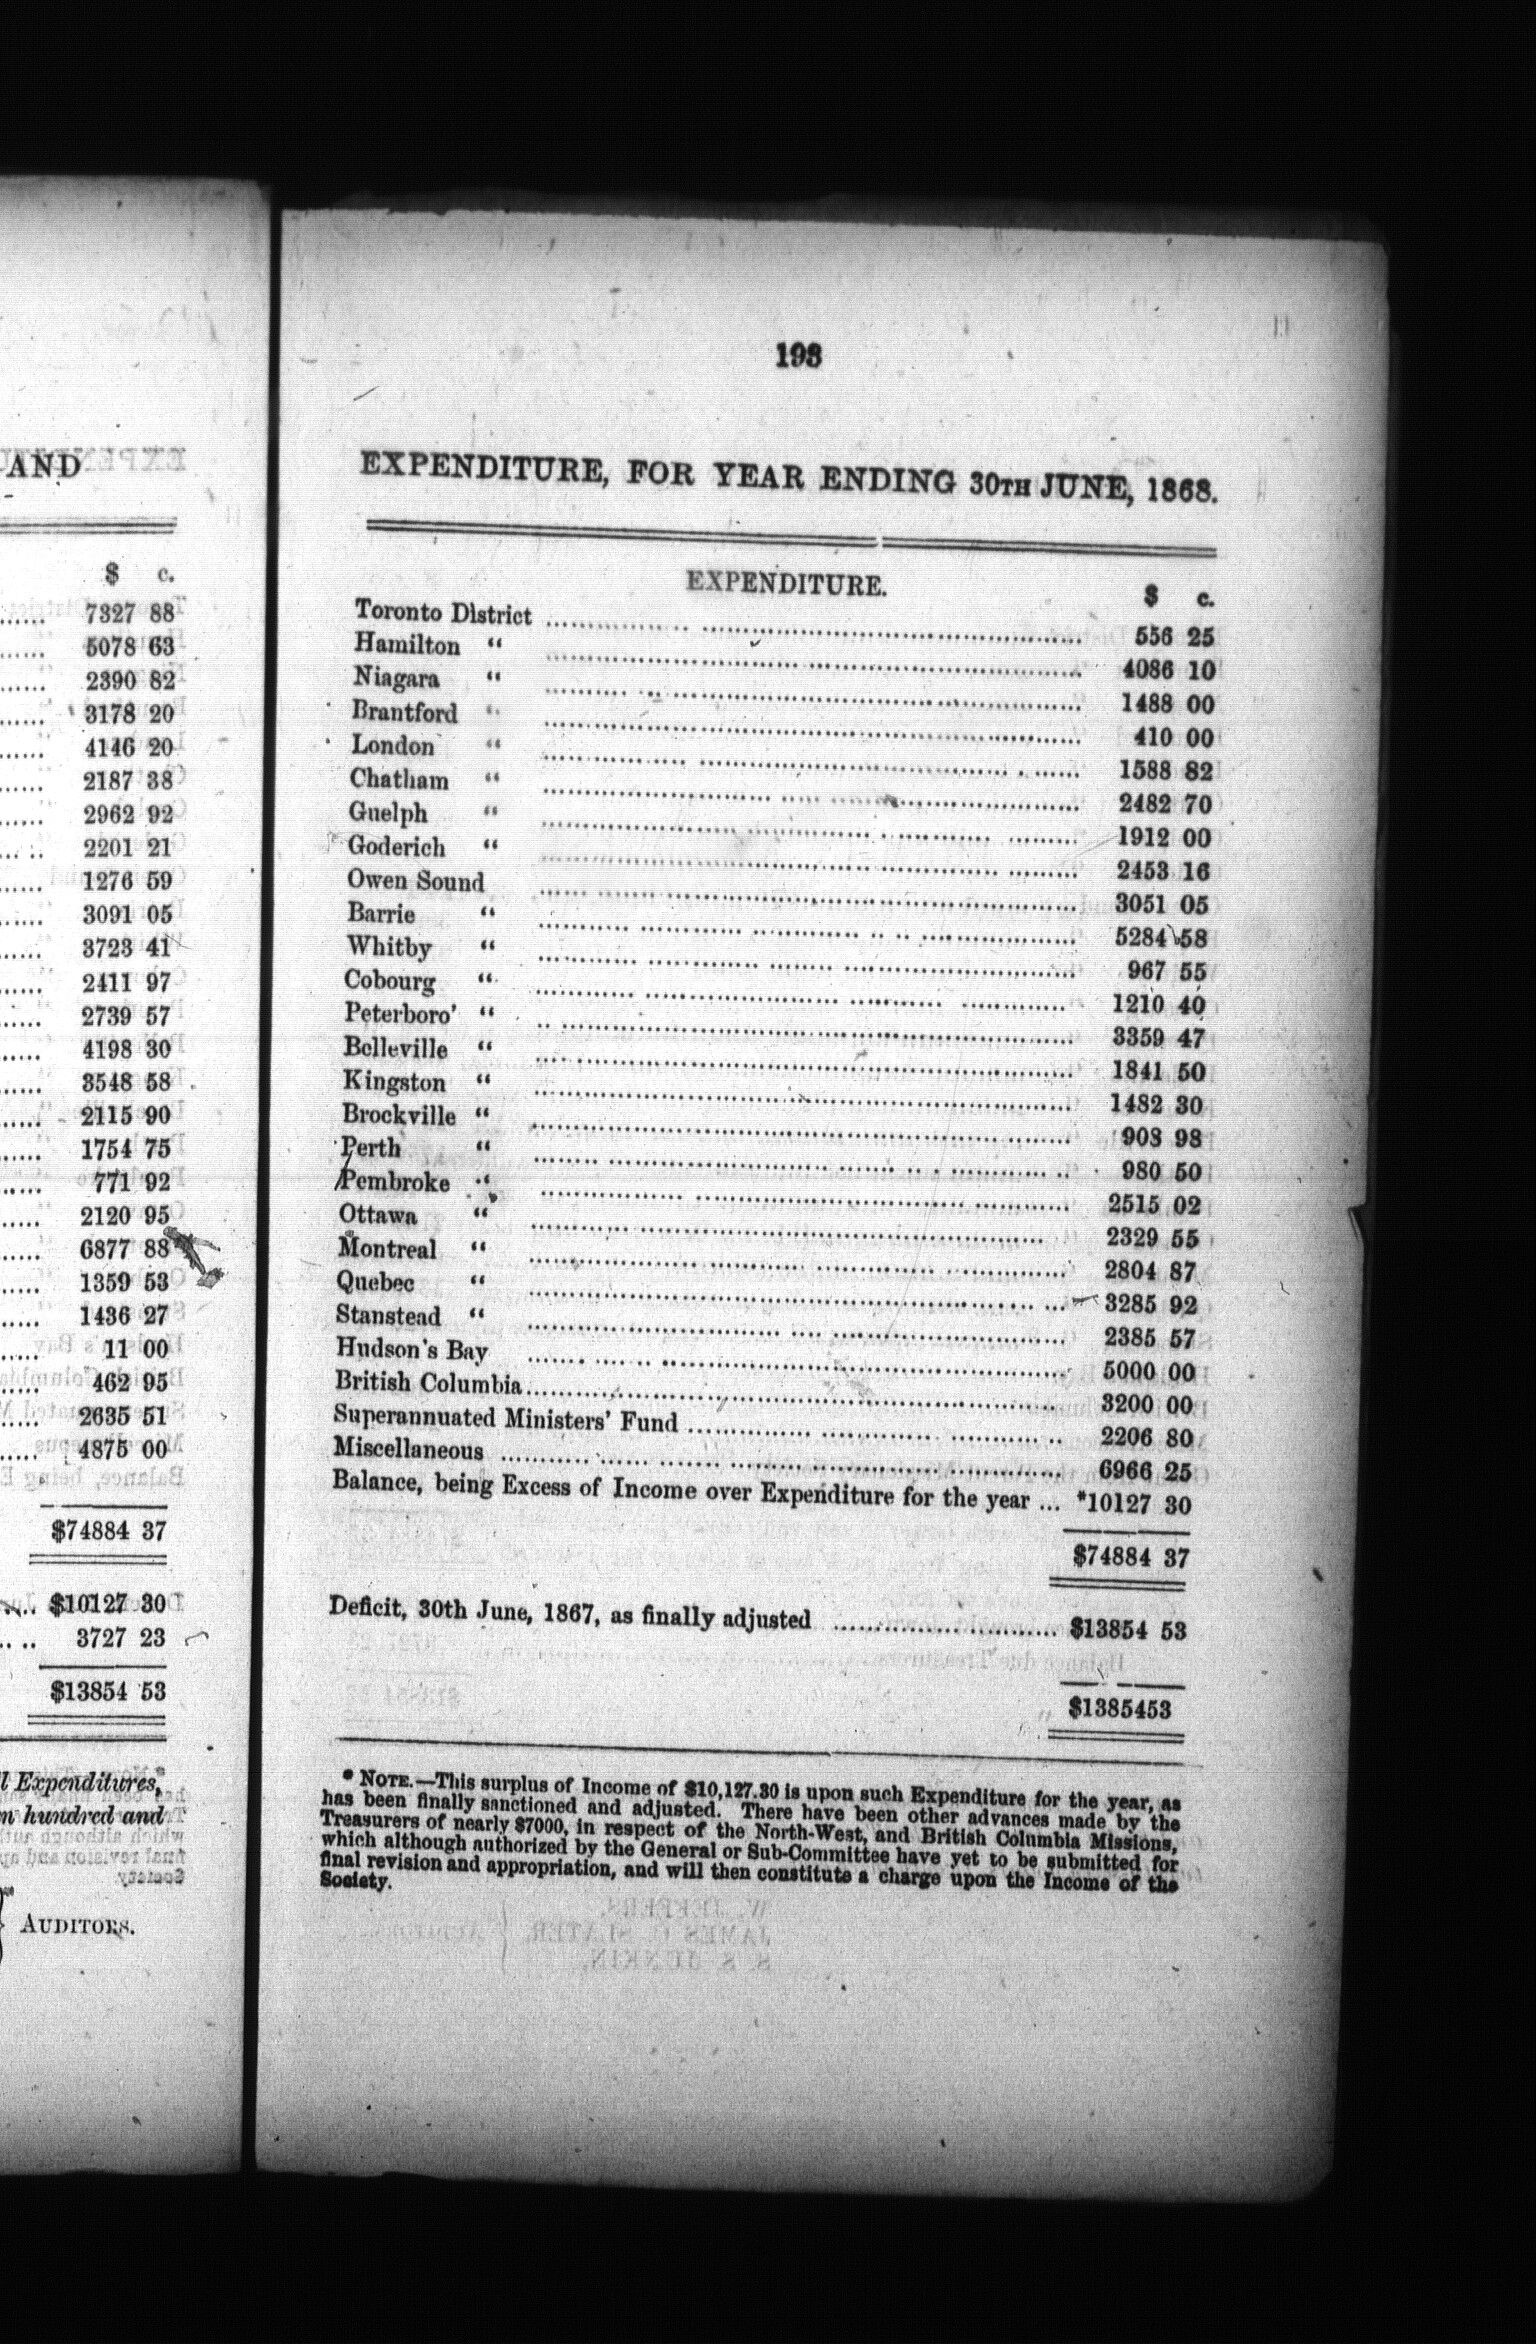 AND
$ c.
...... 7327 88
...... 5078 63
...... 2390 82
...... 3178 20
...... 4146 20
...... 2187 38
...... 2962 92
... .. 2201 21
...... 1276 59
...... 3091 05
...... 3723 41
...... 2411 97
...... 2739 57
...... 4198 30
...... 3548 58
...... 2115 90
...... 1754 75
...... 771 92
...... 2120 95
...... 6877 88
...... 1359 53
...... 1436 27
...... 11 00
...... 462 95
...... 2635 51
...... 4875 00
$74884 37
.... $10127 30
.. .. 3727 23
$13854 53
l Expenditures,
n hundred and
AUDITORS.
193
EXPENDITURE, FOR YEAR ENDING 30TH JUNE, 1868.
EXPENDITURE. $ c.
Toronto District ...... 556 25
Hamilton “ ...... 4086 10
Niagara “ ...... 1488 00
Brantford “ ...... 410 00
London “ ...... 1588 82
Chatham “ ...... 2482 70
Guelph “ ...... 1912 00
Goderich “ ...... 2453 16
Owen Sound ...... 3051 05
Barrie “ ...... 5284 58
Whitby “ ...... 967 55
Cobourg “ ...... 1210 40
Peterboro’ “ ...... 3359 47
Belleville “ ...... 1841 50
Kingston “ ...... 1482 30
Brockville “ ...... 903 98
Perth “ ...... 980 50
Pembroke “ ...... 2515 02
Ottawa “ ...... 2329 55
Montreal “ ...... 2804 87
Quebec “ ...... 3285 92
Stanstead “ ...... 2385 57
Hudson's Bay ...... 5000 00
British Columbia ...... 3200 00
Superannuated Ministers’ Fund ...... 2206 80
Miscellaneous ...... 6966 25
Balance, being Excess of Income over Expenditure for the year ... *10127 30
$74884 37
Deficit, 30th June, 1867, as finally adjusted ...... $13854 53
$1385453
* NOTE.—This surplus of Income of $10,127.30 is upon such Expenditure for the year, as
has been finally sanctioned and adjusted. There have been other advances made by the
Treasurers of nearly $7000, in respect of the North-West, and British Columbia Missions,
which although authorized by the General or Sub-Committee have yet to be submitted for
final revision and appropriation, and will then constitute a charge upon the Income of the
Society.